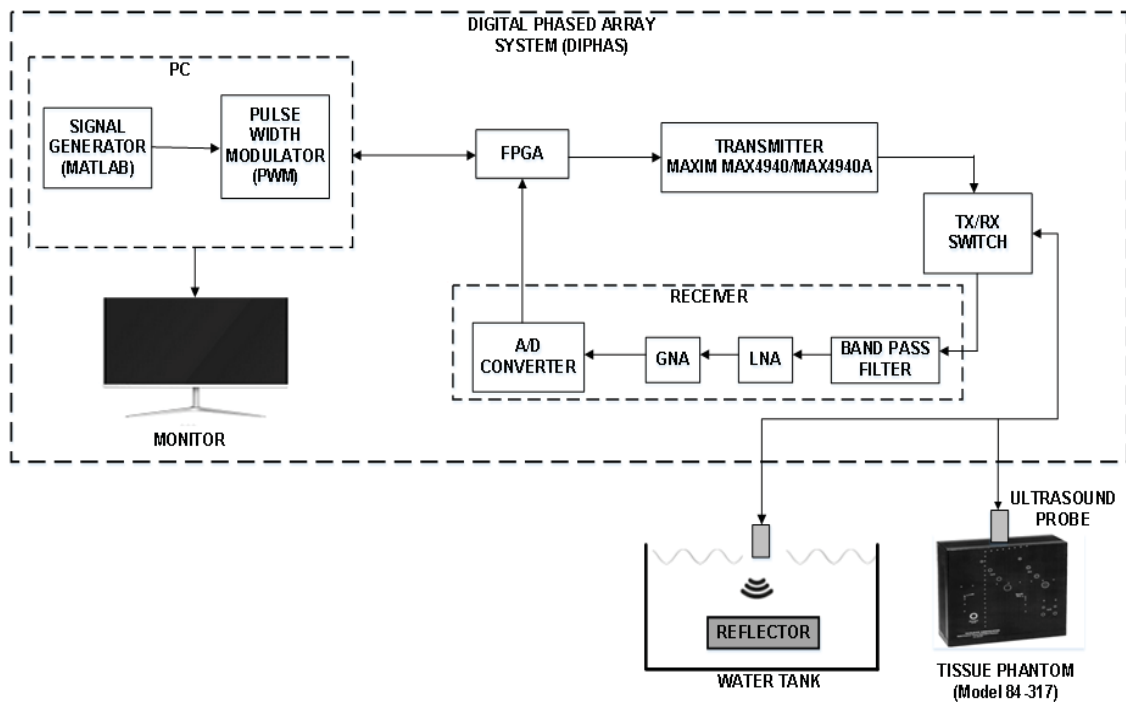 DIGITAL PHASED ARRAY
SYSTEM (DIPHAS)
PC
SIGNAL
GENERATOR
(MATLAB)
PULSE
WIDTH
MODULATOR
(PWM)
FPGA
TRANSMITTER
MAXIM MAX4940/MAX4940A
TX/RX
SWITCH
RECEIVER
A/D
CONVERTER
GNA
LNA
BAND PASS
FILTER
MONITOR
ULTRASOUND
PROBE
REFLECTOR
WATER TANK
TISSUE PHANTOM
(Model 84-317)